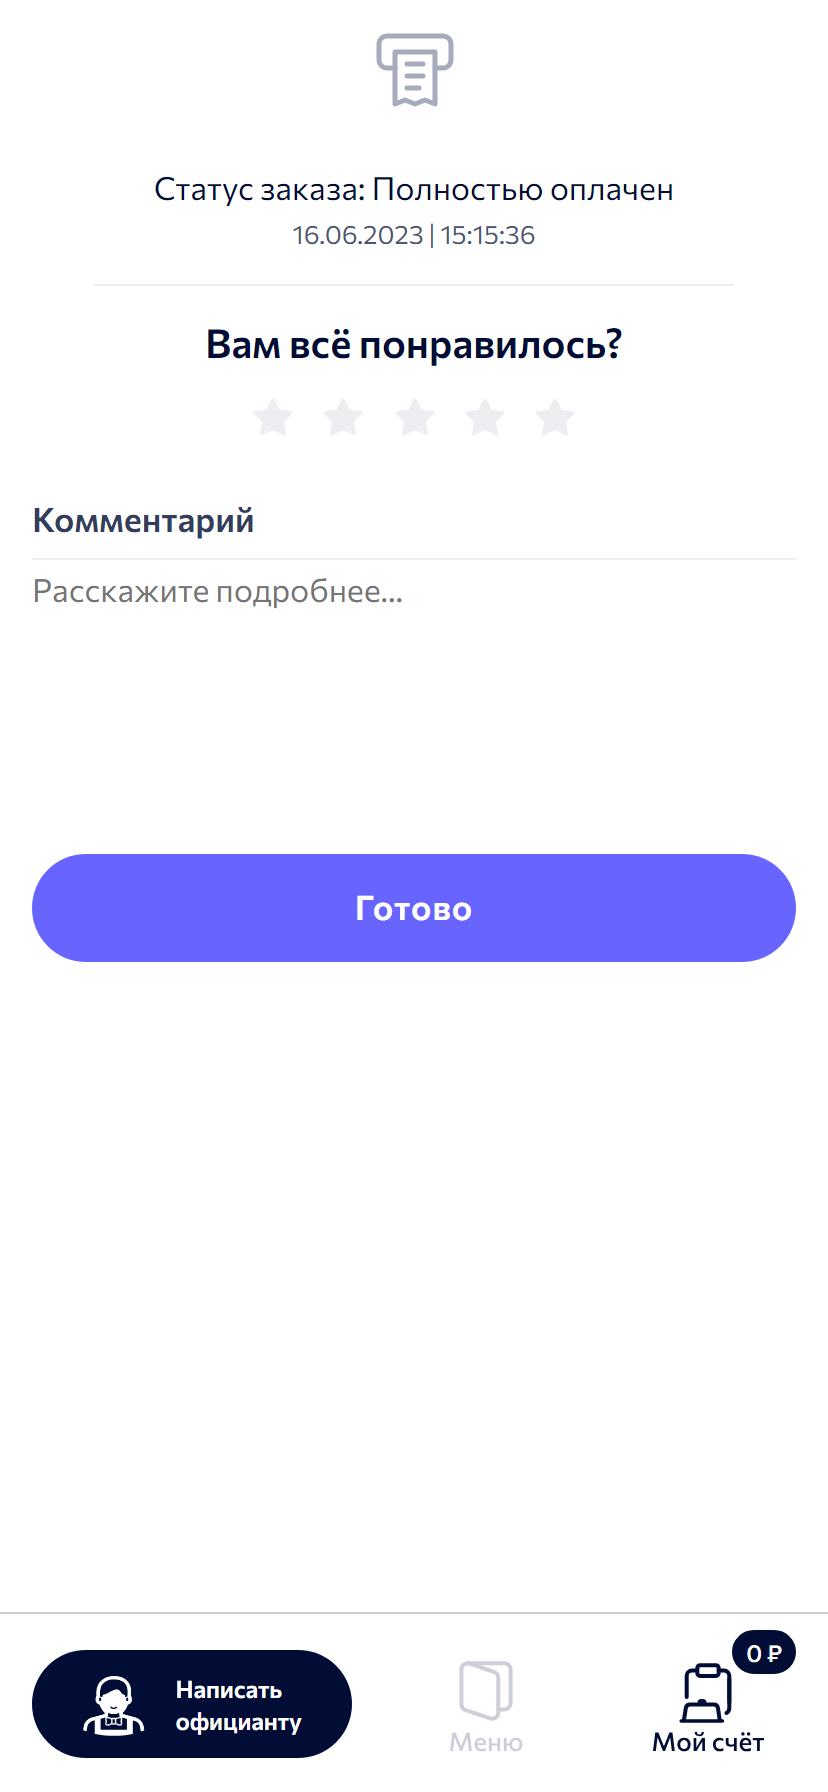 Статус заказа: Полностью оплачен
16.06.2023 | 15:15:36
Вам всё понравилось?
Комментарий
Расскажите подробнее...
Готово
0 ₽
Написать
официанту
Меню
Мой счёт